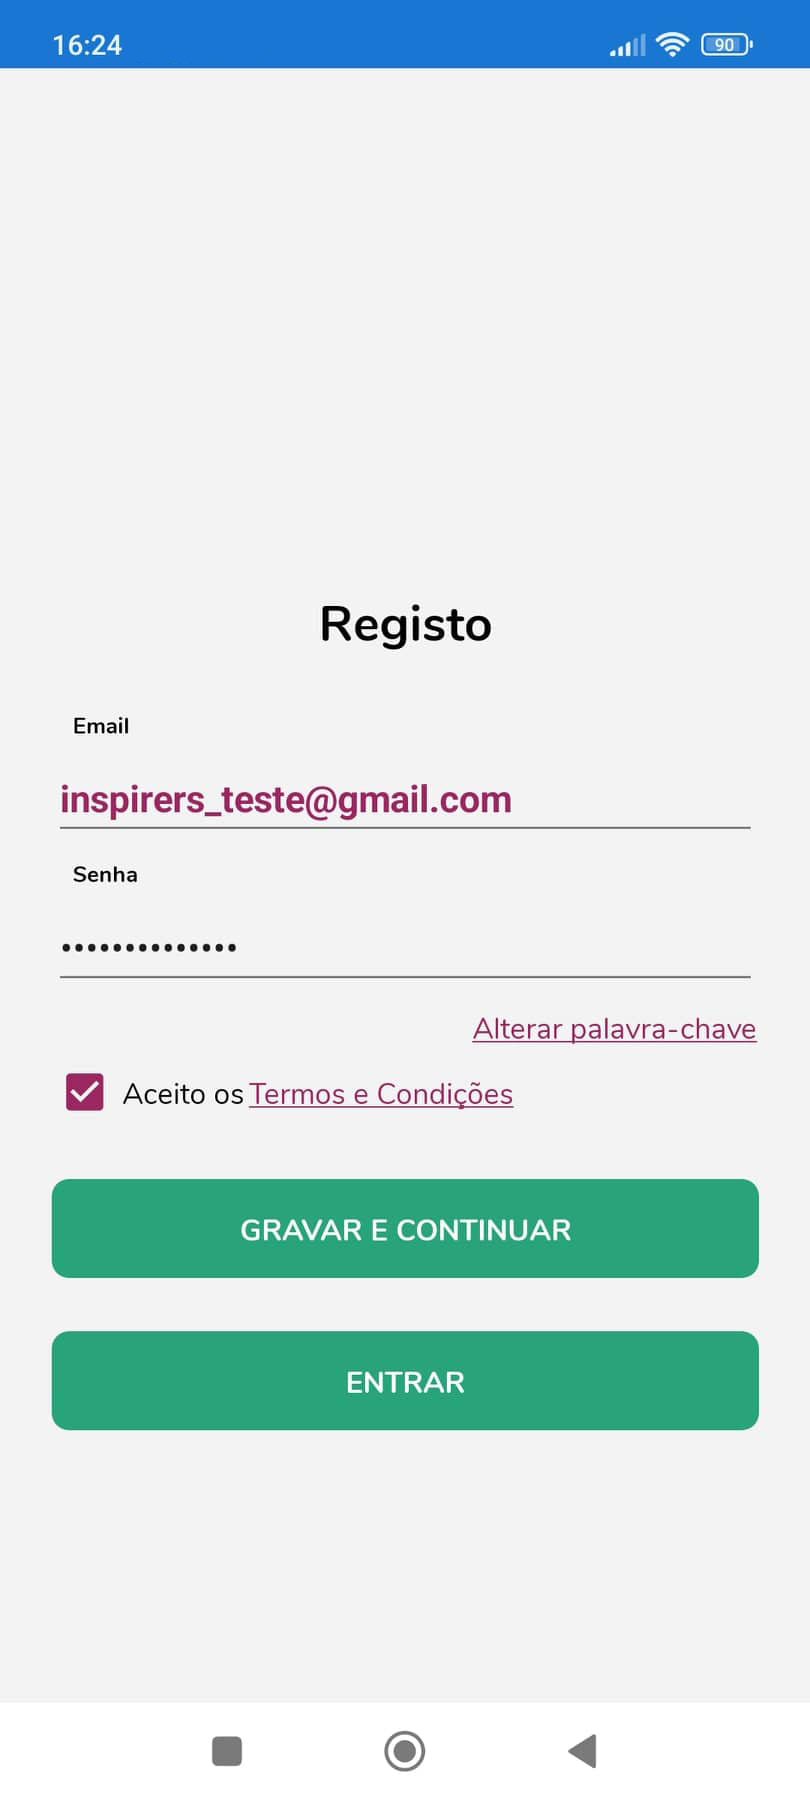 16:24
90
Registo
Email
inspirers_teste@gmail.com
Senha
••••••••••••••
Alterar palavra-chave
Aceito os Termos e Condições
GRAVAR E CONTINUAR
ENTRAR